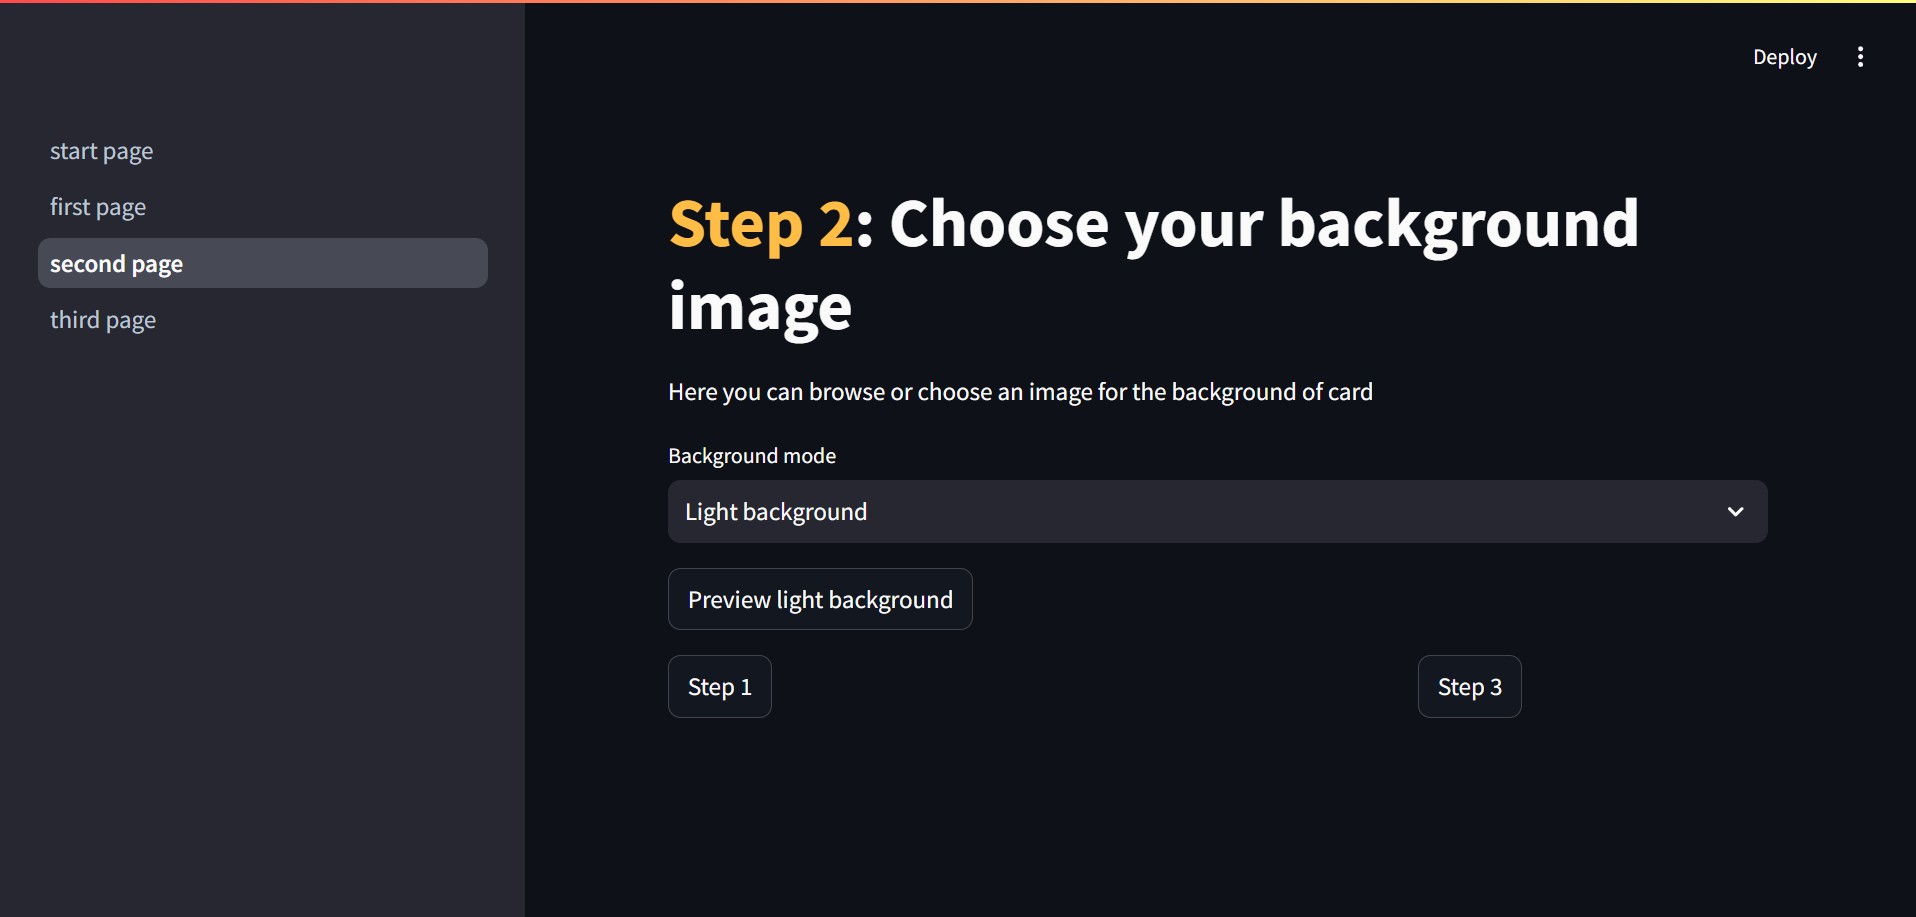 Deploy
start page
first page
second page
third page
Step 2: Choose your background
image
Here you can browse or choose an image for the background of card
Background mode
Light background
Preview light background
Step 1
Step 3